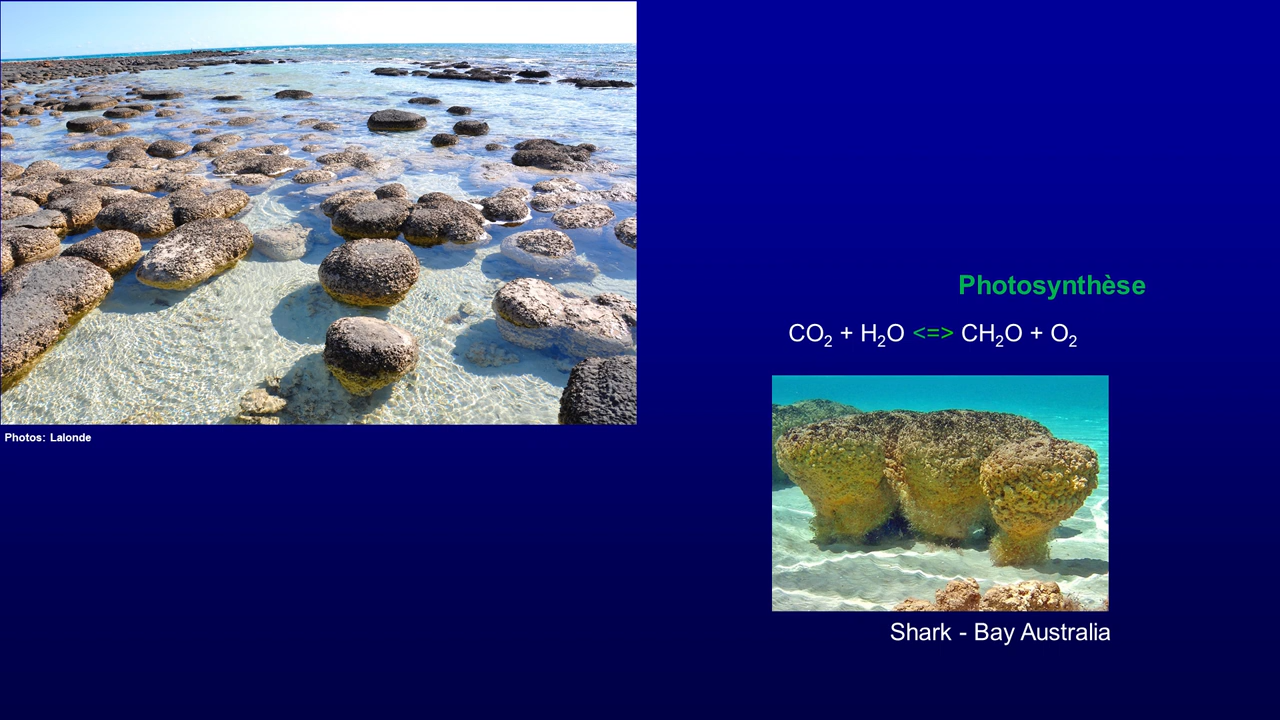 Photosynthèse
CO₂ + H₂O <=> CH₂O + O₂
Photos: Lalonde
Shark - Bay Australia